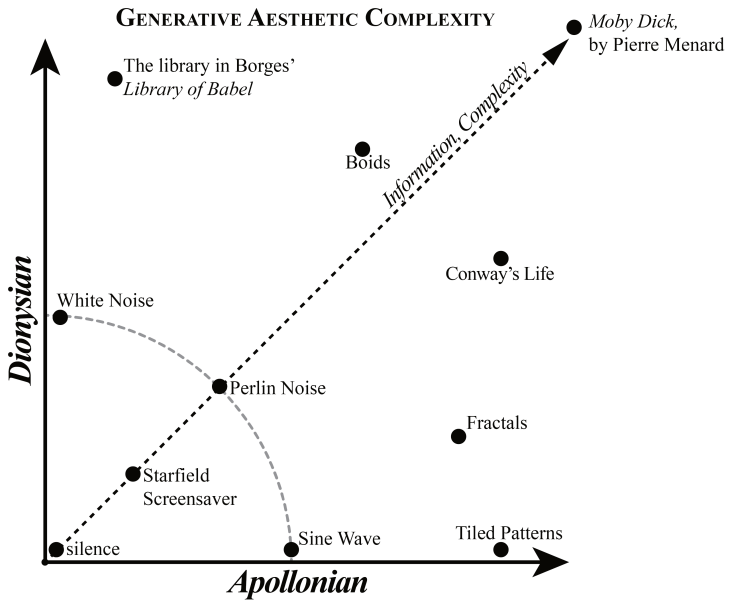 GENERATIVE AESTHETIC COMPLEXITY
Moby Dick,
by Pierre Menard
The library in Borges’
Library of Babel
Information, Complexity
Boids
Conway’s Life
White Noise
Dionysian
Perlin Noise
Fractals
Starfield
Screensaver
Sine Wave
Tiled Patterns
silence
Apollonian